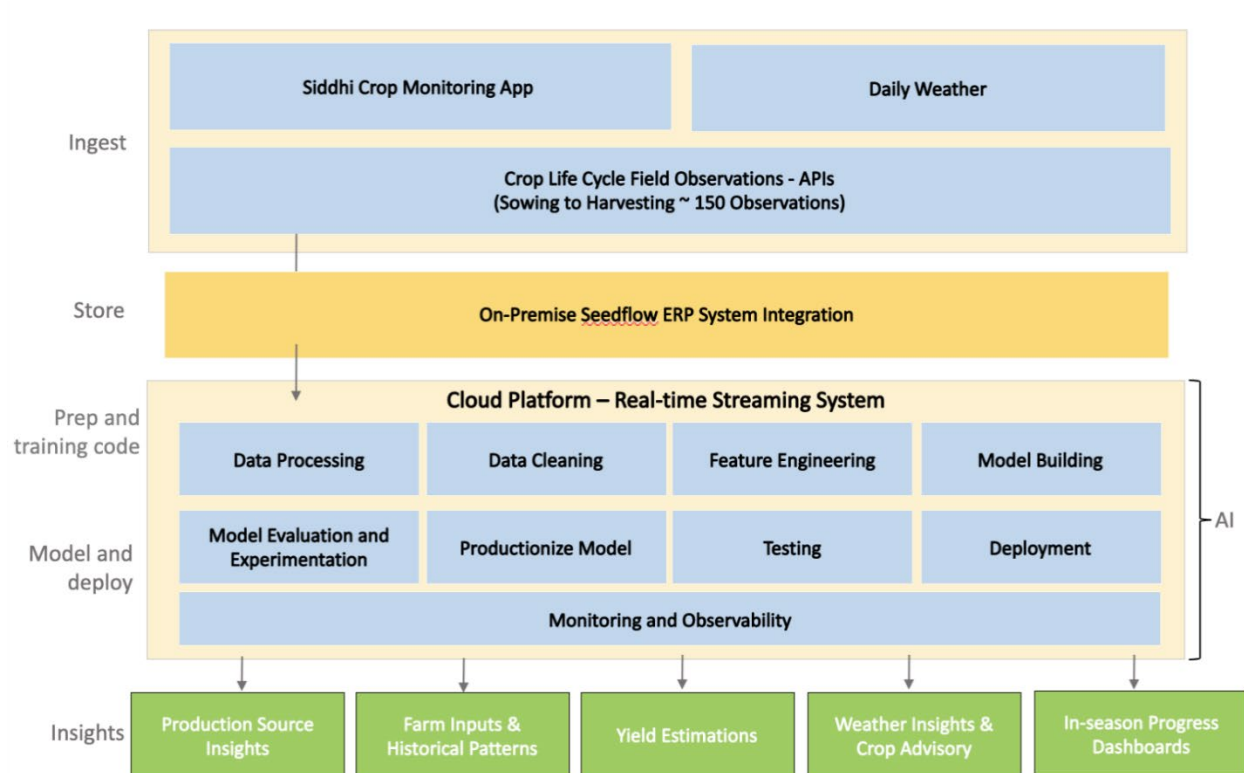 Ingest
Siddhi Crop Monitoring App
Daily Weather
Crop Life Cycle Field Observations - APIs
(Sowing to Harvesting ~ 150 Observations)
Store
On-Premise Seedflow ERP System Integration
Prep and
training code
Cloud Platform – Real-time Streaming System
Data Processing
Data Cleaning
Feature Engineering
Model Building
AI
Model and
deploy
Model Evaluation and
Experimentation
Productionize Model
Testing
Deployment
Monitoring and Observability
Insights
Production Source
Insights
Farm Inputs &
Historical Patterns
Yield Estimations
Weather Insights &
Crop Advisory
In-season Progress
Dashboards